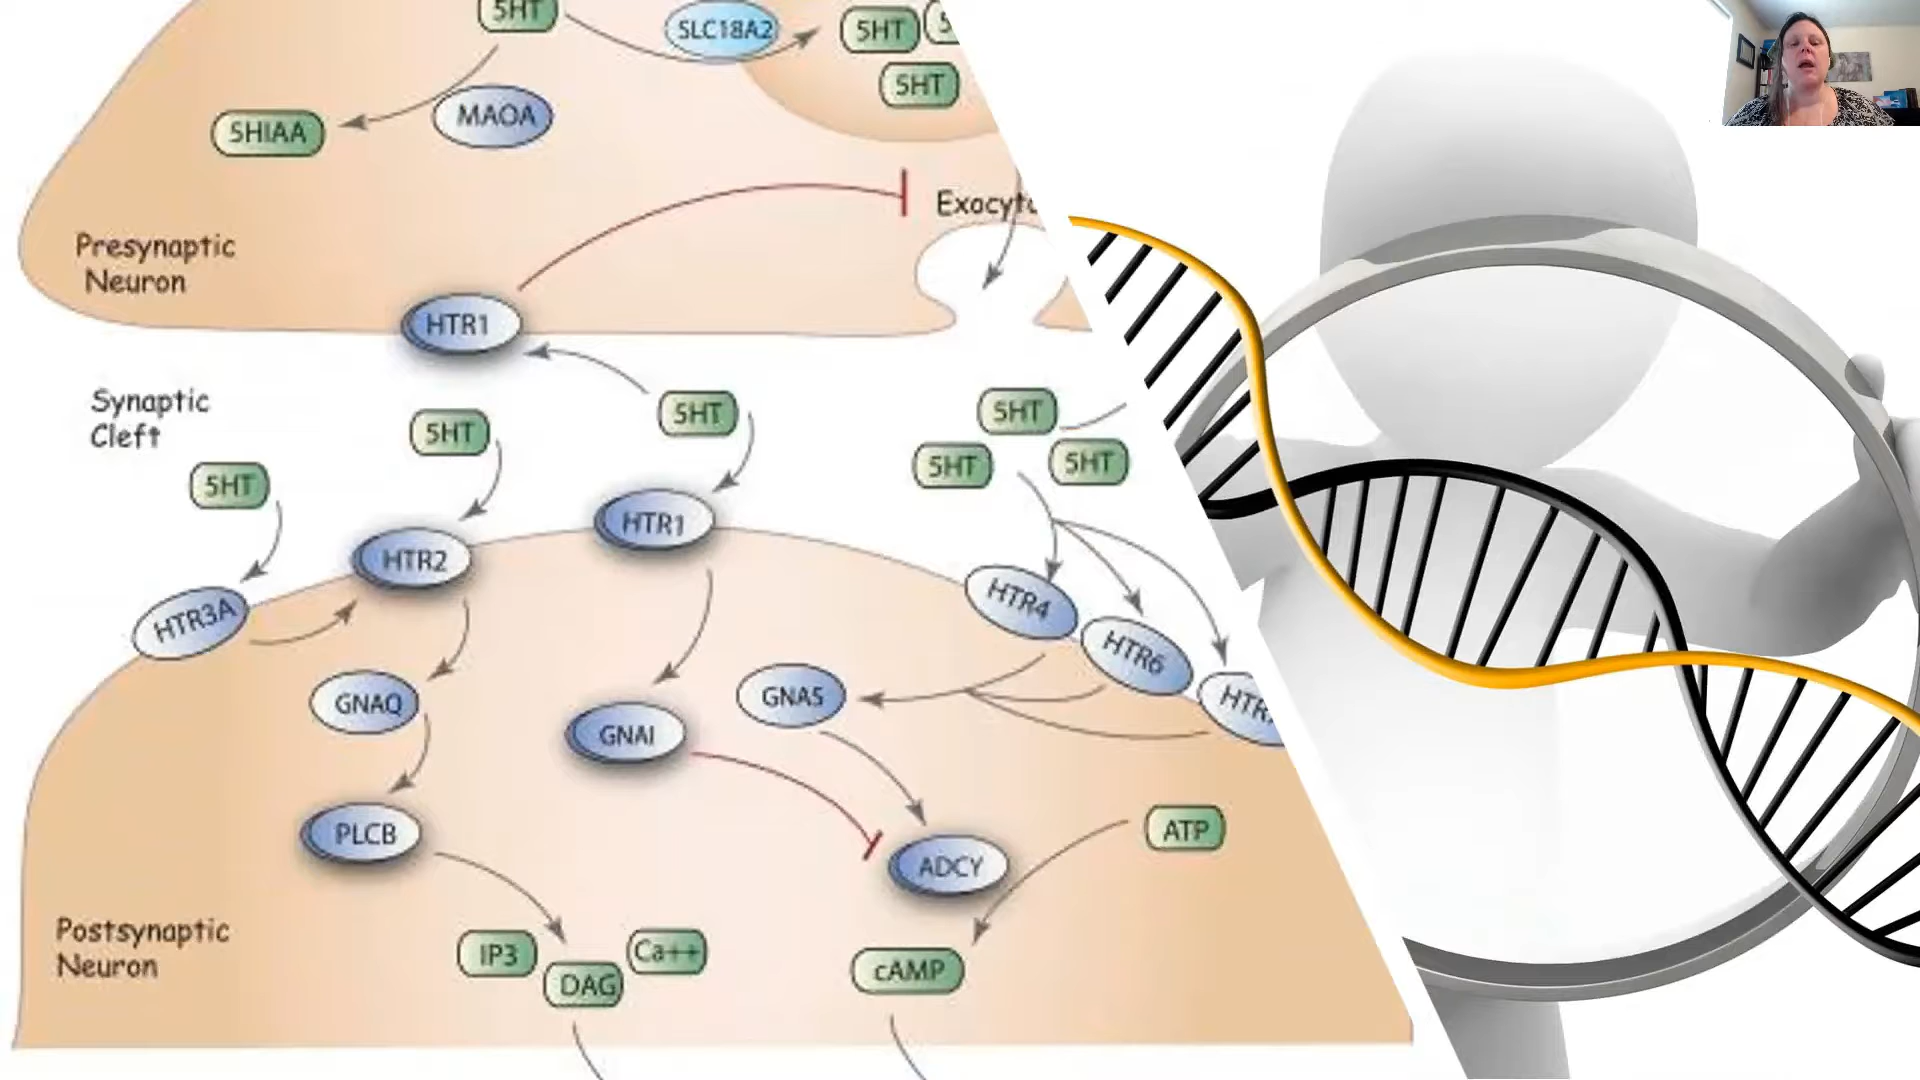 5HT
SLC18A2
5HT
5HT
MAOA
5HIAA
Presynaptic
Neuron
HTR1
Synaptic
Cleft
5HT
5HT
5HT
5HT
5HT
5HT
HTR3A
HTR2
HTR1
HTR4
HTR6
GNAQ
GNAI
GNAS
PLCB
ADCY
ATP
Postsynaptic
Neuron
IP3
DAG
Ca++
cAMP